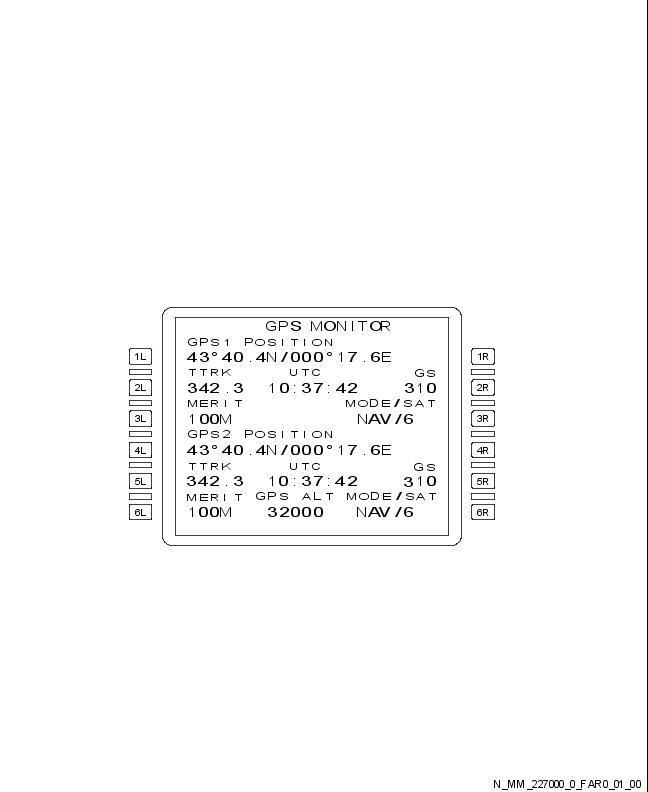 GPS MONITOR
GPS1 POSITION
1L 43°40.4N/000°17.6E 1R
TTRK UTC GS
2L 342.3 10:37:42 310 2R
MERIT MODE/SAT
3L 100M NAV/6 3R
GPS2 POSITION
4L 43°40.4N/000°17.6E 4R
TTRK UTC GS
5L 342.3 10:37:42 310 5R
MERIT GPS ALT MODE/SAT
6L 100M 32000 NAV/6 6R
N_MM_227000_0_FAR0_01_00